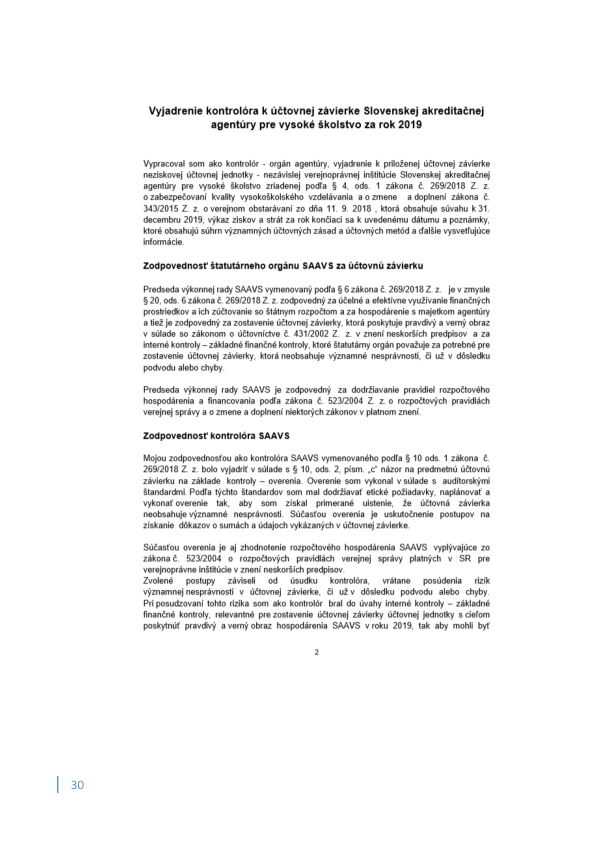 Vyjadrenie kontrolóra k účtovnej závierke Slovenskej akreditačnej
agentúry pre vysoké školstvo za rok 2019
Vypracoval som ako kontrolór - orgán agentúry, vyjadrenie k priloženej účtovnej závierke
neziskovej účtovnej jednotky - nezávislej verejnoprávnej inštitúcie Slovenskej akreditačnej
agentúry pre vysoké školstvo zriadenej podľa § 4, ods. 1 zákona č. 269/2018 Z. z.
o zabezpečovaní kvality vysokoškolského vzdelávania a o zmene a doplnení zákona č.
343/2015 Z. z. o verejnom obstarávaní zo dňa 11. 9. 2018 , ktorá obsahuje súvahu k 31.
decembru 2019, výkaz ziskov a strát za rok končiaci sa k uvedenému dátumu a poznámky,
ktoré obsahujú súhrn významných účtovných zásad a účtovných metód a ďalšie vysvetľujúce
informácie.
Zodpovednosť štatutárneho orgánu SAAVS za účtovnú závierku
Predseda výkonnej rady SAAVS vymenovaný podľa § 6 zákona č. 269/2018 Z. z. je v zmysle
§ 20, ods. 6 zákona č. 269/2018 Z. z. zodpovedný za účelné a efektívne využívanie finančných
prostriedkov a ich zúčtovanie so štátnym rozpočtom a za hospodárenie s majetkom agentúry
a tiež je zodpovedný za zostavenie účtovnej závierky, ktorá poskytuje pravdivý a verný obraz
v súlade so zákonom o účtovníctve č. 431/2002 Z. z. v znení neskorších predpisov a za
interné kontroly – základné finančné kontroly, ktoré štatutárny orgán považuje za potrebné pre
zostavenie účtovnej závierky, ktorá neobsahuje významné nesprávnosti, či už v dôsledku
podvodu alebo chyby.
Predseda výkonnej rady SAAVS je zodpovedný za dodržiavanie pravidiel rozpočtového
hospodárenia a financovania podľa zákona č. 523/2004 Z. z. o rozpočtových pravidlách
verejnej správy a o zmene a doplnení niektorých zákonov v platnom znení.
Zodpovednosť kontrolóra SAAVS
Mojou zodpovednosťou ako kontrolóra SAAVS vymenovaného podľa § 10 ods. 1 zákona č.
269/2018 Z. z. bolo vyjadriť v súlade s § 10, ods. 2, písm. „c“ názor na predmetnú účtovnú
závierku na základe kontroly – overenia. Overenie som vykonal v súlade s audítorskými
štandardmi. Podľa týchto štandardov som mal dodržiavať etické požiadavky, naplánovať a
vykonať overenie tak, aby som získal primerané uistenie, že účtovná závierka
neobsahuje významné nesprávnosti. Súčasťou overenia je uskutočnenie postupov na
získanie dôkazov o sumách a údajoch vykázaných v účtovnej závierke.
Súčasťou overenia je aj zhodnotenie rozpočtového hospodárenia SAAVS vyplývajúce zo
zákona č. 523/2004 o rozpočtových pravidlách verejnej správy platných v SR pre
verejnoprávne inštitúcie v znení neskorších predpisov.
Zvolené postupy záviseli od úsudku kontrolóra, vrátane posúdenia rizík
významnej nesprávnosti v účtovnej závierke, či už v dôsledku podvodu alebo chyby.
Pri posudzovaní tohto rizika som ako kontrolór bral do úvahy interné kontroly – základné
finančné kontroly, relevantné pre zostavenie účtovnej závierky účtovnej jednotky s cieľom
poskytnúť pravdivý a verný obraz hospodárenia SAAVS v roku 2019, tak aby mohli byť
2
30